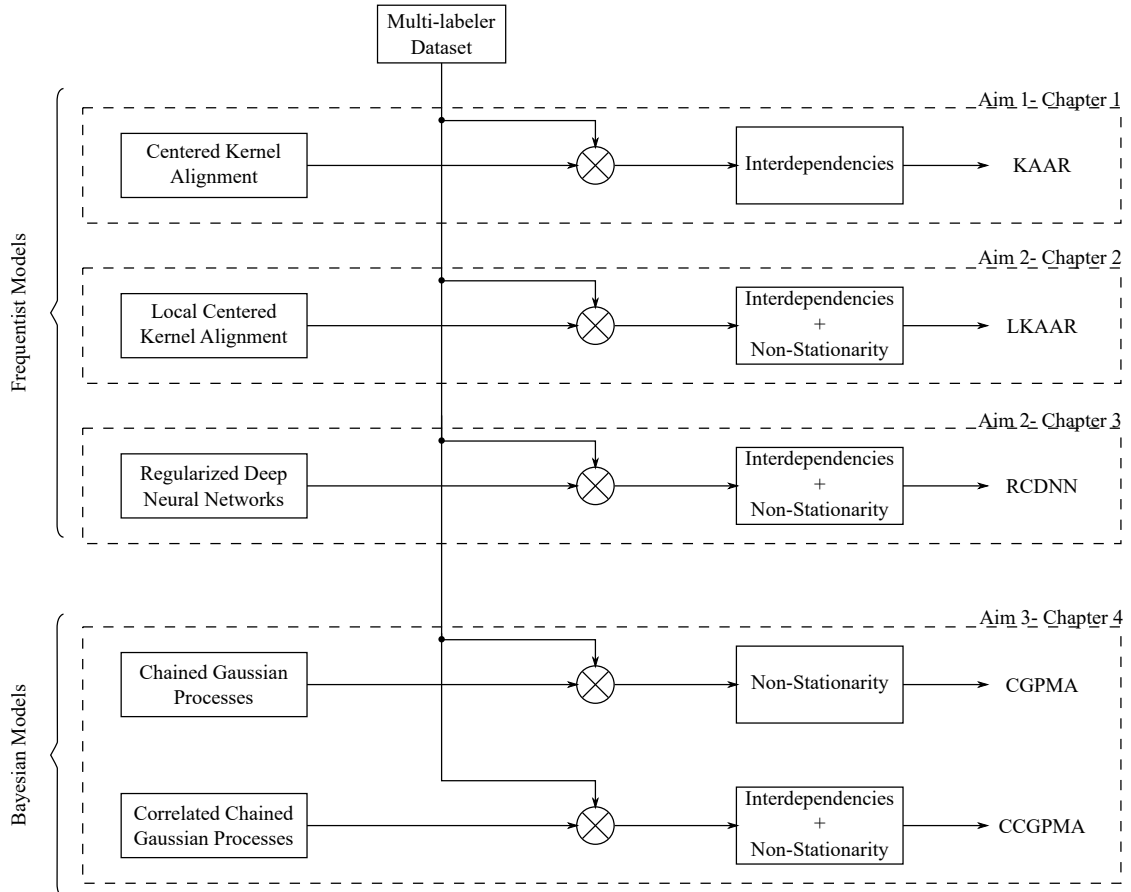 Multi-labeler
Dataset
Frequentist Models
Aim 1- Chapter 1
Centered Kernel
Alignment
Interdependencies
KAAR
Aim 2- Chapter 2
Local Centered
Kernel Alignment
Interdependencies
+
Non-Stationarity
LKAAR
Aim 2- Chapter 3
Regularized Deep
Neural Networks
Interdependencies
+
Non-Stationarity
RCDNN
Bayesian Models
Aim 3- Chapter 4
Chained Gaussian
Processes
Non-Stationarity
CGPMA
Correlated Chained
Gaussian Processes
Interdependencies
+
Non-Stationarity
CCGPMA